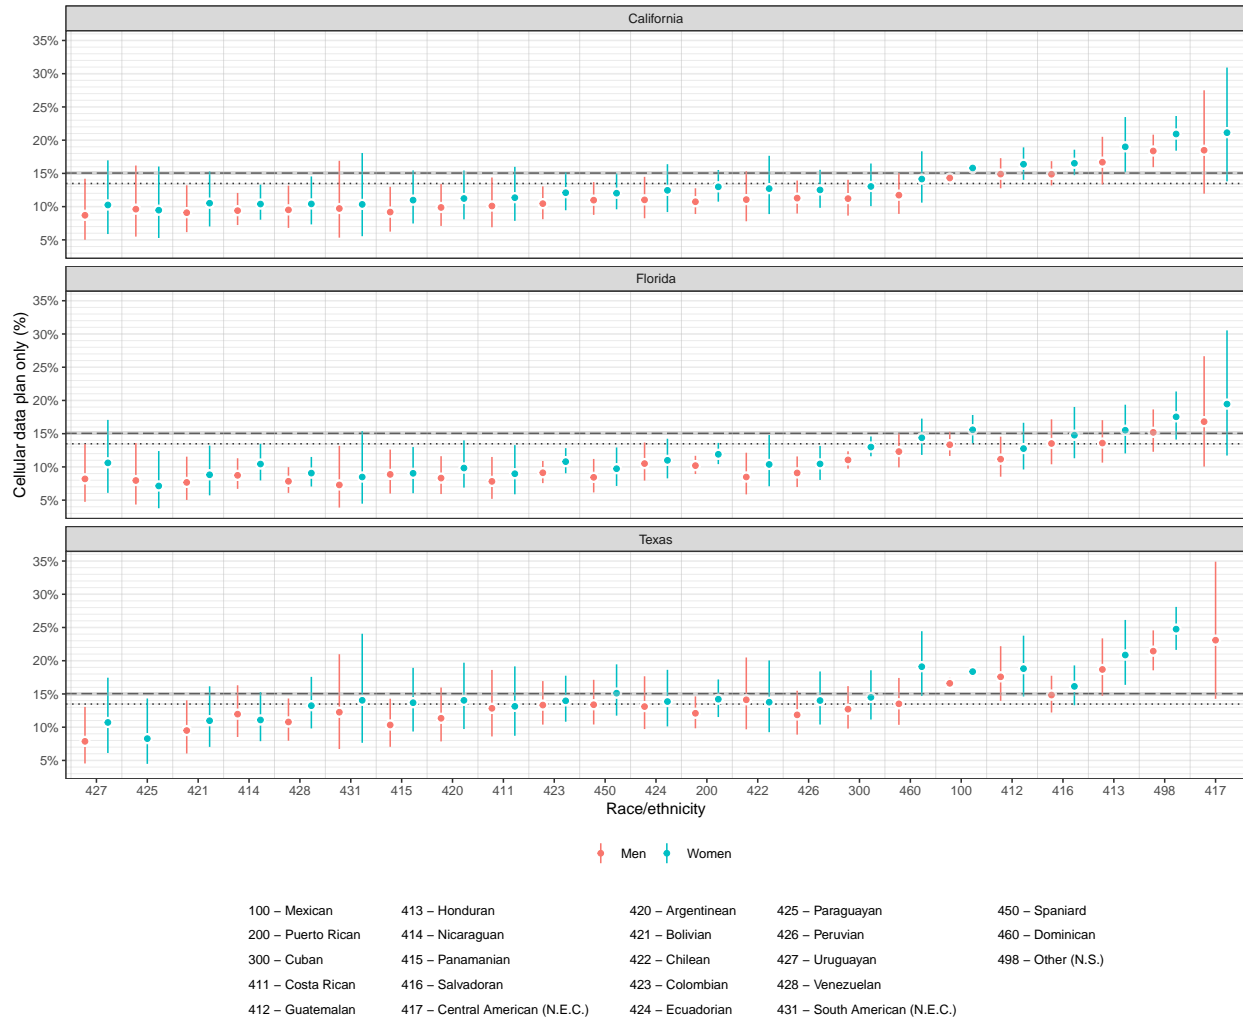 California
35%
30%
25%
20%
15%
10%
5%
Florida
35%
30%
25%
20%
15%
10%
5%
Cellular data plan only (%)
Texas
35%
30%
25%
20%
15%
10%
5%
427 425 421 414 428 431 415 420 411 423 450 424 200 422 426 300 460 100 412 416 413 498 417
Race/ethnicity
Men Women
100 – Mexican 413 – Honduran 420 – Argentinean 425 – Paraguayan 450 – Spaniard
200 – Puerto Rican 414 – Nicaraguan 421 – Bolivian 426 – Peruvian 460 – Dominican
300 – Cuban 415 – Panamanian 422 – Chilean 427 – Uruguayan 498 – Other (N.S.)
411 – Costa Rican 416 – Salvadoran 423 – Colombian 428 – Venezuelan
412 – Guatemalan 417 – Central American (N.E.C.) 424 – Ecuadorian 431 – South American (N.E.C.)